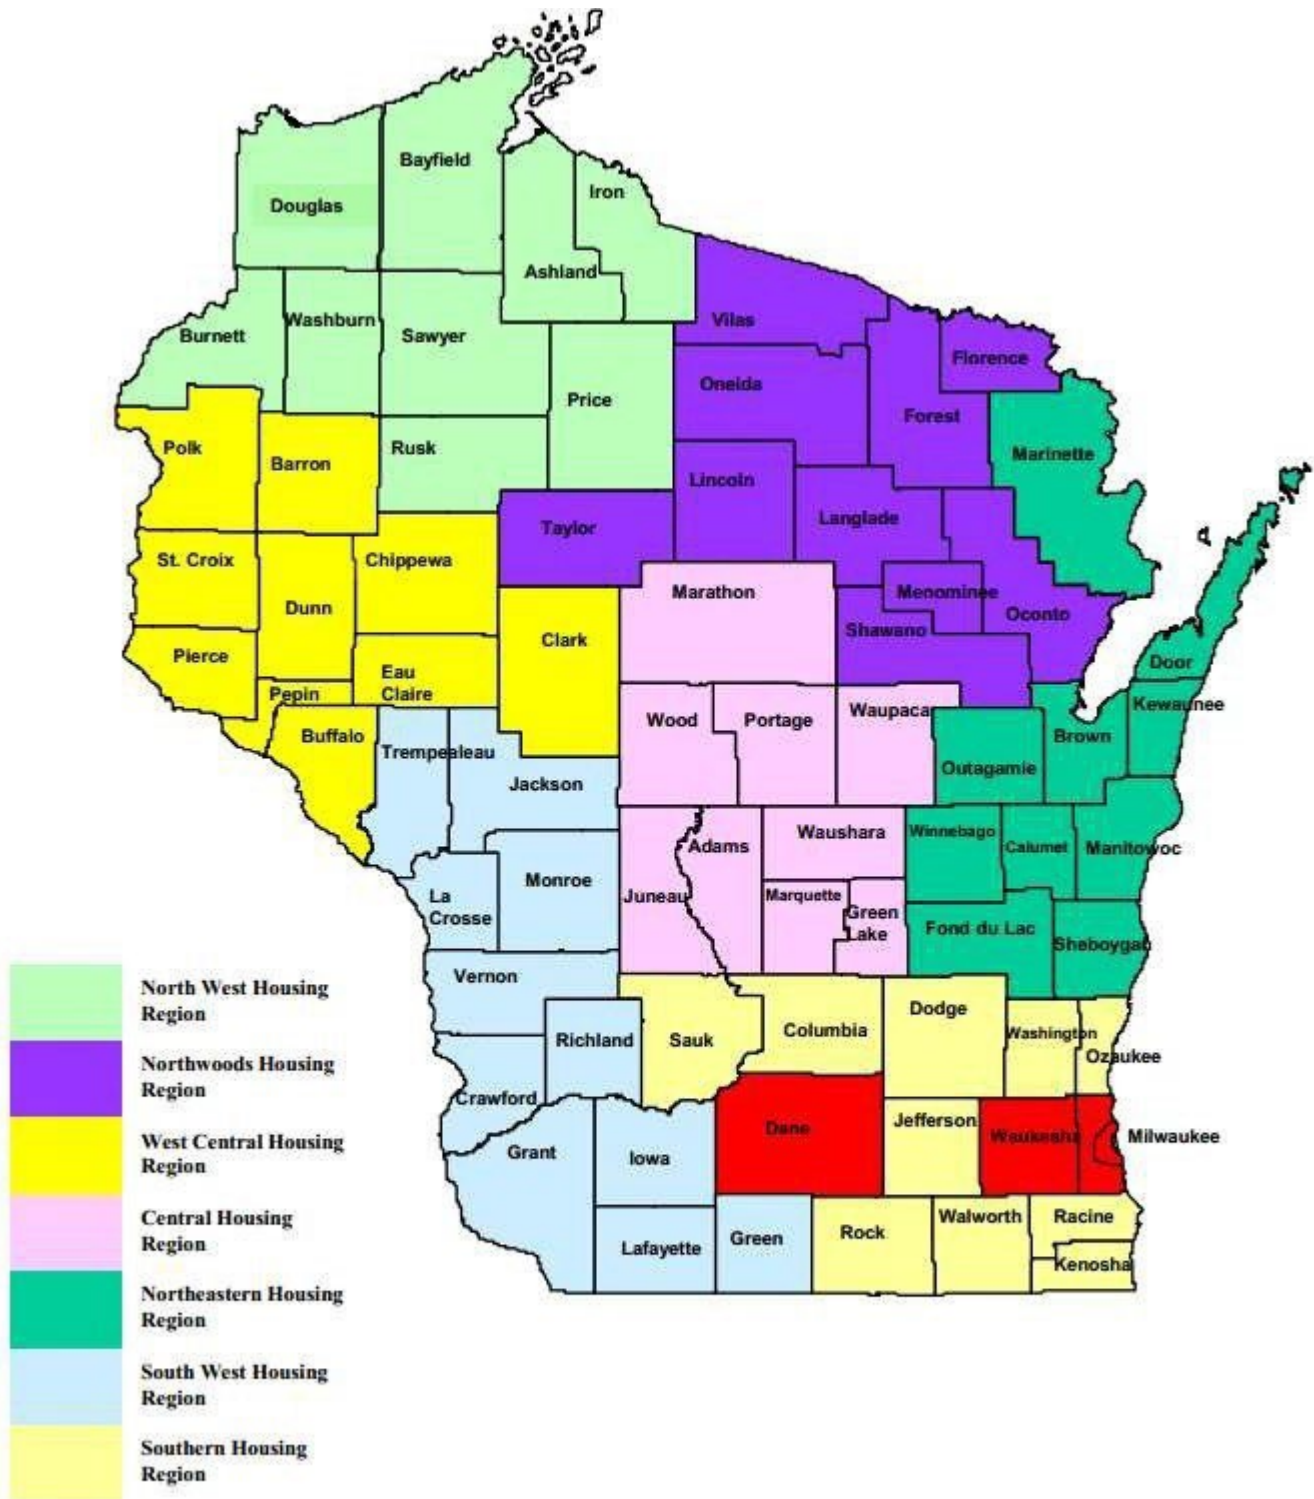 Bayfield
Iron
Douglas
Ashland
Vilas
Washburn
Burnett
Sawyer
Florence
Oneida
Price
Forest
Polk
Rusk
Marinette
Barron
Lincoln
Langlade
Taylor
St. Croix
Chippewa
Marathon
Menominee
Dunn
Oconto
Shawano
Clark
Pierce
Door
Eau
Claire
Pepin
Kewaunee
Waupaca
Wood
Portage
Buffalo
Brown
Trempealeau
Outagamie
Jackson
Waushara
Winnebago
Adams
Calumet
Manitowoc
Monroe
Juneau
Marquette
La
Crosse
Green
Lake
Fond du Lac
Sheboygan
Vernon
North West Housing
Region
Dodge
Columbia
Washington
Richland
Sauk
Ozaukee
Northwoods Housing
Region
Crawford
Jefferson
Dane
Waukesha
Milwaukee
West Central Housing
Region
Grant
Iowa
Central Housing
Region
Walworth
Racine
Rock
Green
Lafayette
Kenosha
Northeastern Housing
Region
South West Housing
Region
Southern Housing
Region